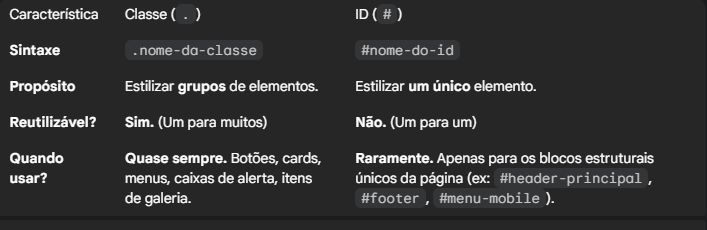 Característica Classe ( . ) ID ( # )
Sintaxe .nome-da-classe #nome-do-id
Propósito Estilizar grupos de elementos. Estilizar um único elemento.
Reutilizável? Sim. (Um para muitos) Não. (Um para um)
Quando Quase sempre. Botões, cards, Raramente. Apenas para os blocos estruturais
usar? menus, caixas de alerta, itens únicos da página (ex: #header-principal ,
de galeria. #footer , #menu-mobile ).